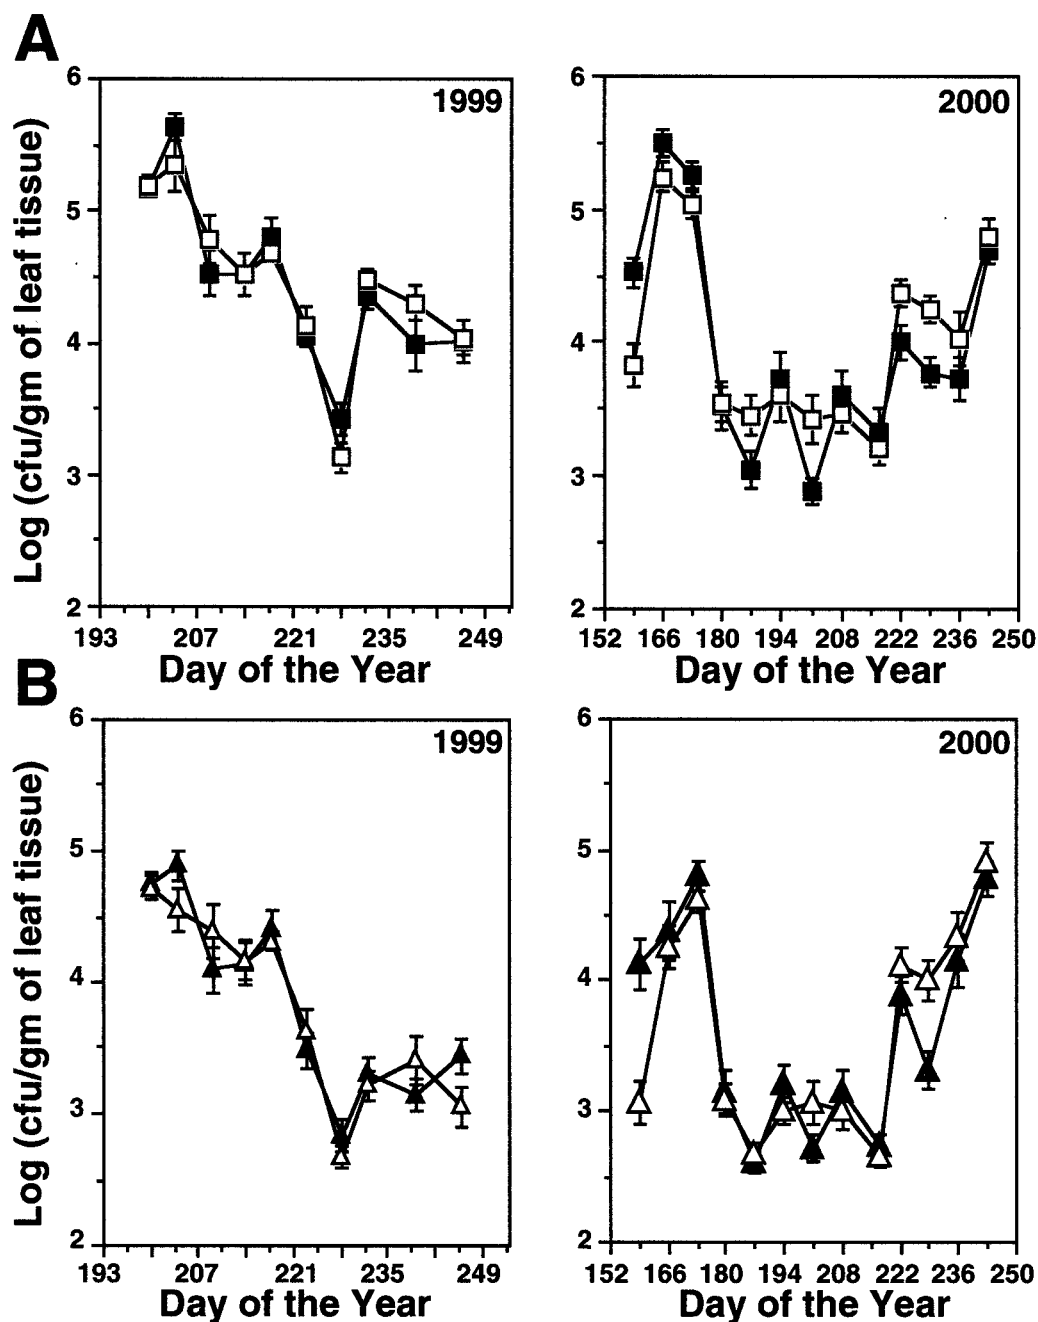 A
1999
2000
Log (cfu/gm of leaf tissue)
6
5
4
3
2
193 207 221 235 249
Day of the Year
6
5
4
3
2
152 166 180 194 208 222 236 250
Day of the Year
B
1999
2000
Log (cfu/gm of leaf tissue)
6
5
4
3
2
193 207 221 235 249
Day of the Year
6
5
4
3
2
152 166 180 194 208 222 236 250
Day of the Year